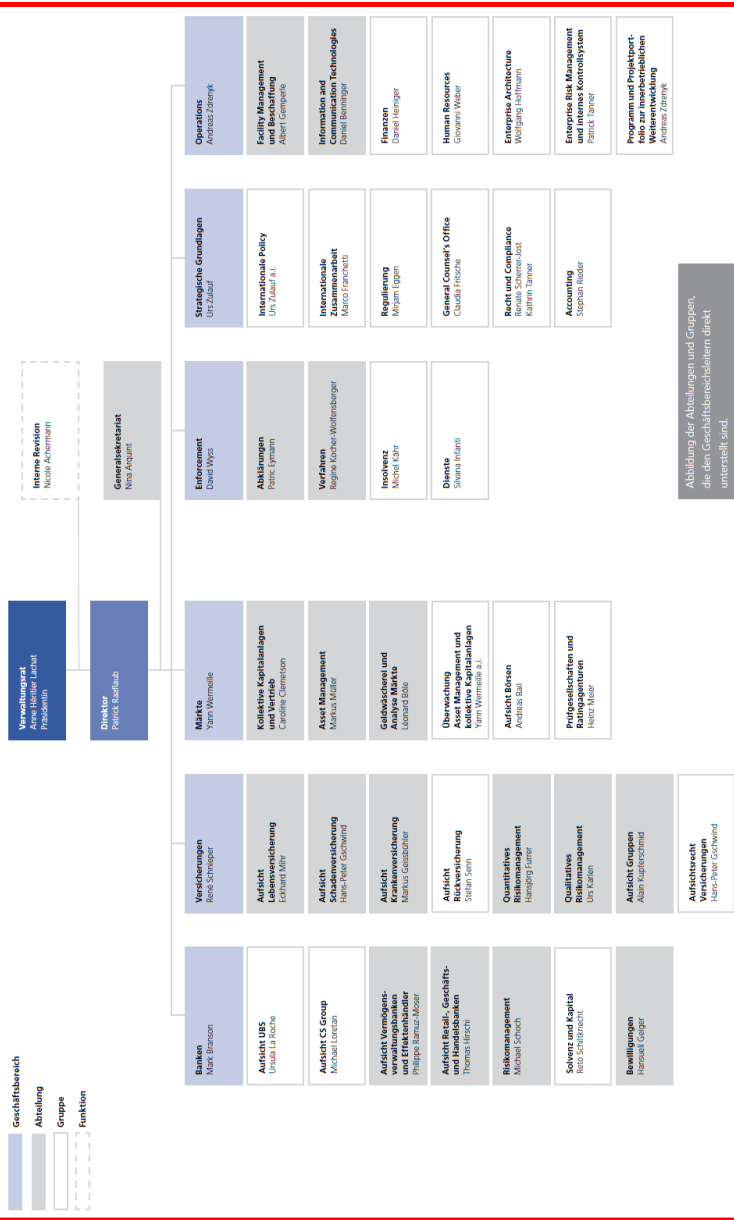 Geschäftsbereich
Abteilung
Gruppe
Funktion
Verwaltungsrat
Anne Héritier Lachat
Präsidentin
Direktor
Patrick Raaflaub
Interne Revision
Nicole Achermann
Generalsekretariat
Nina Arquint
Banken
Mark Branson
Aufsicht UBS
Ursula La Roche
Aufsicht CS Group
Michael Loretan
Aufsicht Vermögens-
verwaltungsbanken
und Effektenhändler
Philippe Ramuz-Moser
Aufsicht Retail-, Geschäfts-
und Handelsbanken
Thomas Hirschi
Risikomanagement
Michael Schoch
Solvenz und Kapital
Reto Schiltknecht
Bewilligungen
Hansueli Geiger
Versicherungen
René Schnieper
Aufsicht
Lebensversicherung
Eckhard Mihr
Aufsicht
Schadenversicherung
Hans-Peter Gschwind
Aufsicht
Krankenversicherung
Markus Geissbühler
Aufsicht
Rückversicherung
Stefan Senn
Quantitatives
Risikomanagement
Hansjörg Furrer
Qualitatives
Risikomanagement
Urs Karlen
Aufsicht Gruppen
Alain Kupferschmid
Aufsichtsrecht
Versicherungen
Hans-Peter Gschwind
Märkte
Yann Wermeille
Kollektive Kapitalanlagen
und Vertrieb
Caroline Clemetson
Asset Management
Markus Müller
Geldwäscherei und
Analyse Märkte
Léonard Bôle
Überwachung
Asset Management und
kollektive Kapitalanlagen
Yann Wermeille a.i.
Aufsicht Börsen
Andreas Bail
Prüfgesellschaften und
Ratingagenturen
Heinz Meier
Enforcement
David Wyss
Abklärungen
Patric Eymann
Verfahren
Regine Kocher-Wolfensberger
Insolvenz
Michel Kähr
Dienste
Silvana Infanti
Strategische Grundlagen
Urs Zulauf
Internationale Policy
Urs Zulauf a.i.
Internationale
Zusammenarbeit
Marco Franchetti
Regulierung
Mirjam Eggen
General Counsel's Office
Claudia Fritsche
Recht und Compliance
Renate Scherrer-Jost
Kathrin Tanner
Accounting
Stephan Rieder
Operations
Andreas Zdrenyk
Facility Management
und Beschaffung
Albert Gemperle
Information and
Communication Technologies
Daniel Benninger
Finanzen
Daniel Heiniger
Human Resources
Giovanni Weber
Enterprise Architecture
Wolfgang Hoffmann
Enterprise Risk Management
und internes Kontrollsystem
Patrick Tanner
Programm und Projektport-
folio zur innerbetrieblichen
Weiterentwicklung
Andreas Zdrenyk
Abbildung der Abteilungen und Gruppen,
die den Geschäftsbereichsleitern direkt
unterstellt sind.